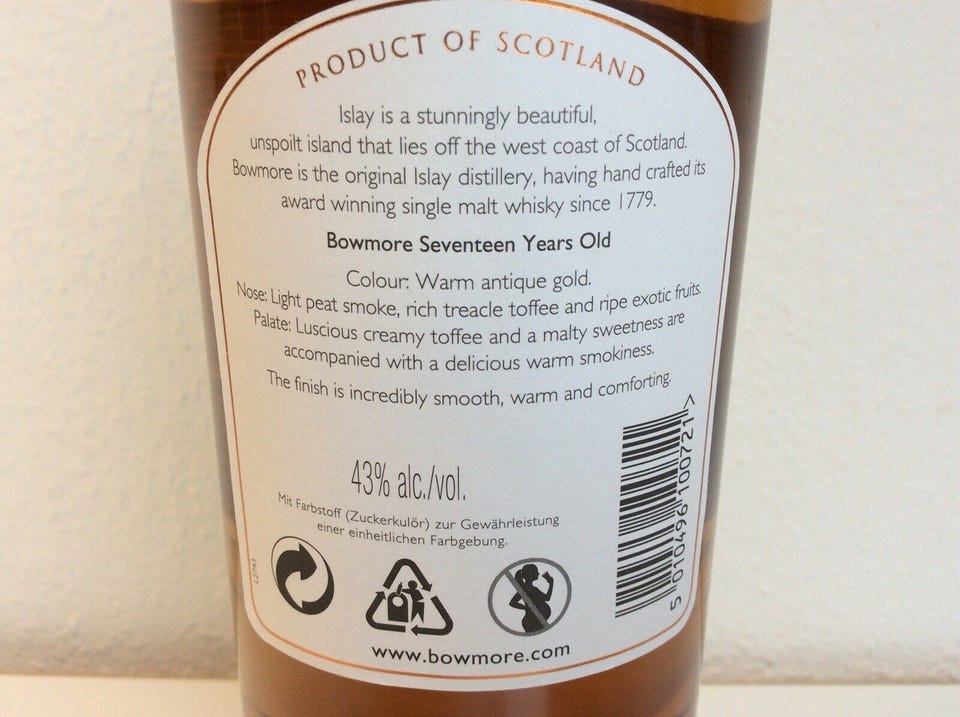 PRODUCT OF SCOTLAND
Islay is a stunningly beautiful,
unspoilt island that lies off the west coast of Scotland.
Bowmore is the original Islay distillery, having hand crafted its
award winning single malt whisky since 1779.
Bowmore Seventeen Years Old
Colour: Warm antique gold.
Nose: Light peat smoke, rich treacle toffee and ripe exotic fruits.
Palate: Luscious creamy toffee and a malty sweetness are
accompanied with a delicious warm smokiness.
The finish is incredibly smooth, warm and comforting.
43% alc./vol.
Mit Farbstoff (Zuckerkulör) zur Gewährleistung
einer einheitlichen Farbgebung.
L2743
5 010496 100721 >
www.bowmore.com